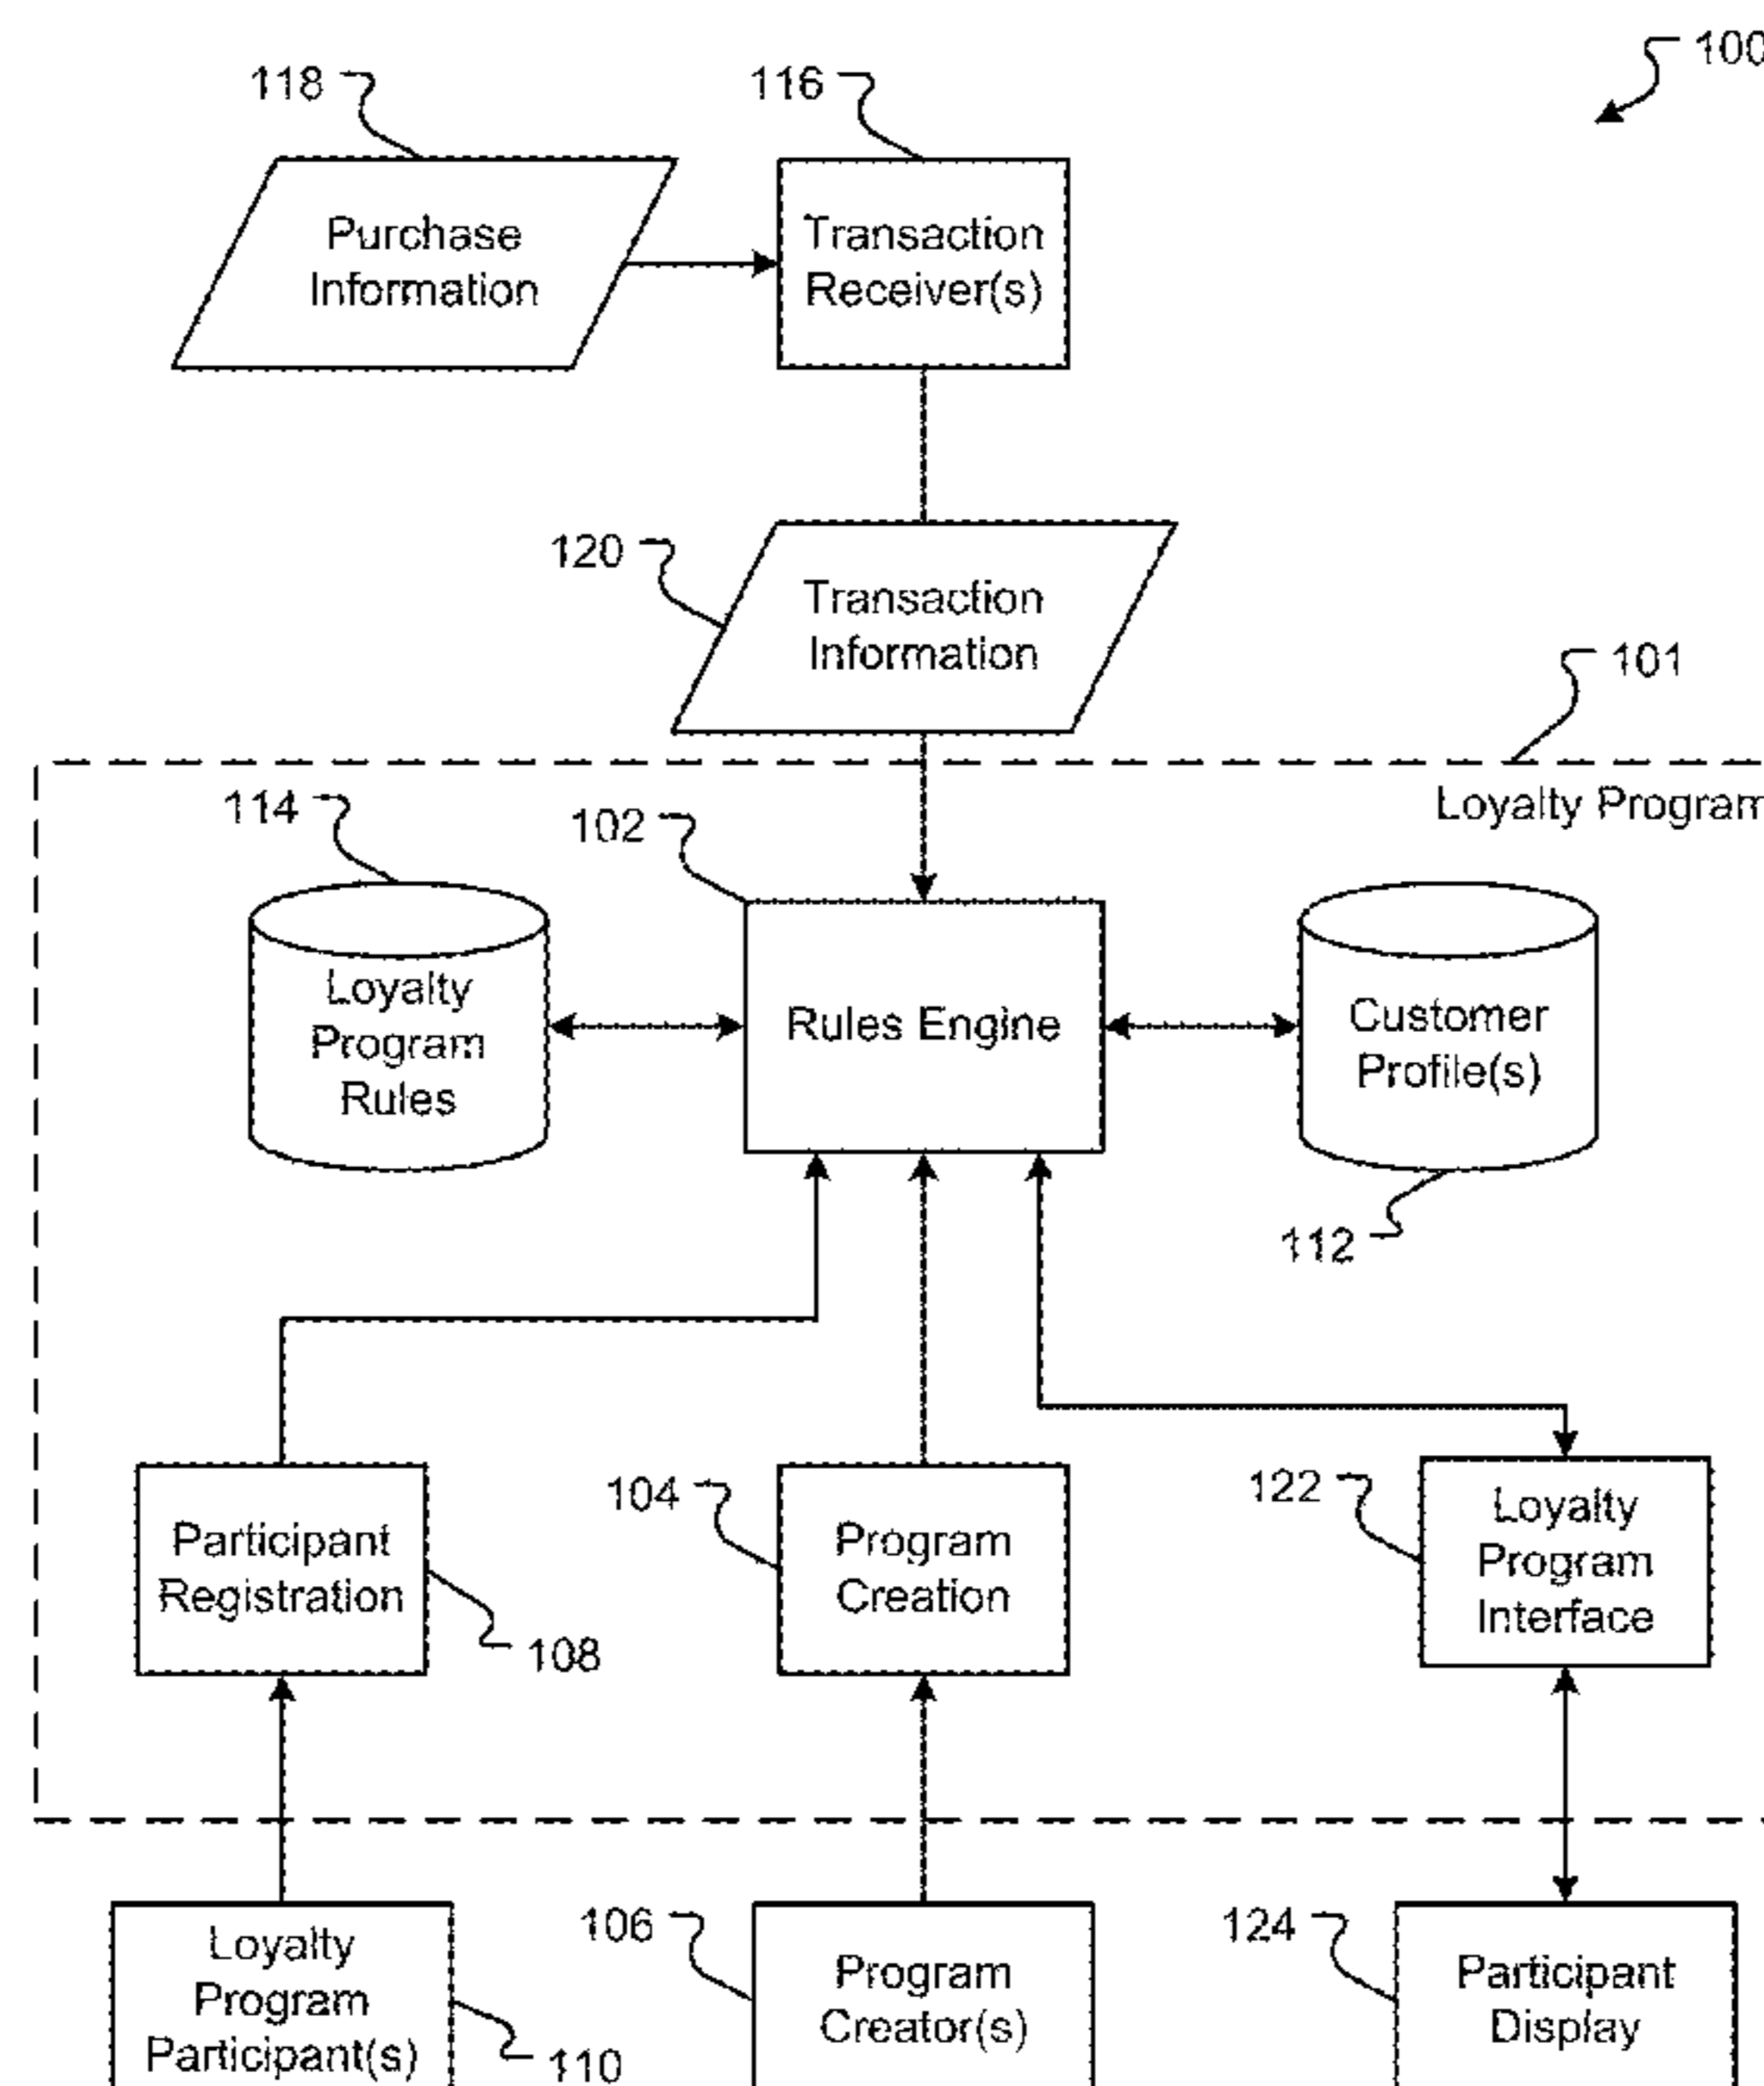 100
118
116
Purchase
Information
Transaction
Receiver(s)
120
Transaction
Information
101
Loyalty Program
114
102
Loyalty
Program
Rules
Rules Engine
Customer
Profile(s)
112
Participant
Registration
108
104
Program
Creation
122
Loyalty
Program
Interface
Loyalty
Program
Participant(s)
110
106
Program
Creator(s)
124
Participant
Display